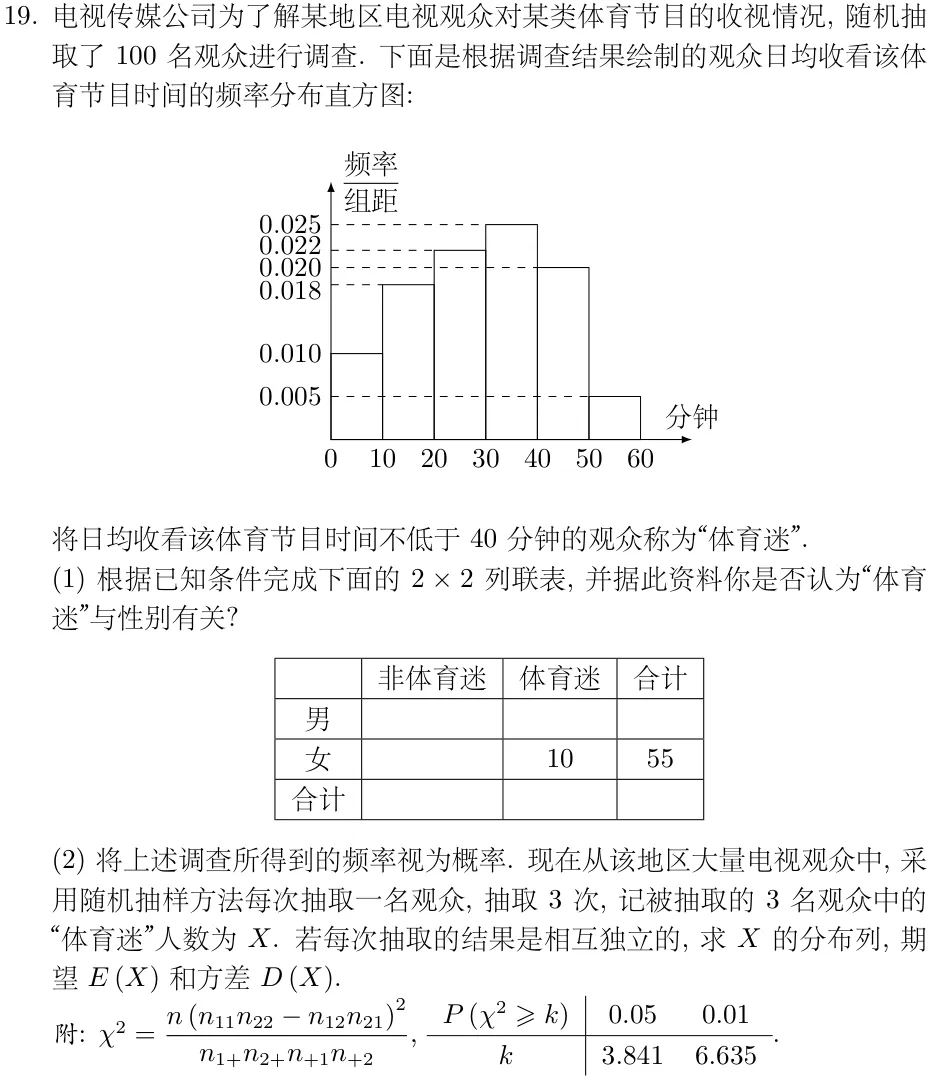 19. 电视传媒公司为了解某地区电视观众对某类体育节目的收视情况, 随机抽
取了 100 名观众进行调查. 下面是根据调查结果绘制的观众日均收看该体
育节目时间的频率分布直方图:
频率
组距
0.025
0.022
0.020
0.018
0.010
0.005
分钟
0 10 20 30 40 50 60
将日均收看该体育节目时间不低于 40 分钟的观众称为“体育迷”.
(1) 根据已知条件完成下面的 2 × 2 列联表, 并据此资料你是否认为“体育
迷”与性别有关?
非体育迷 体育迷 合计
男
女 10 55
合计
(2) 将上述调查所得到的频率视为概率. 现在从该地区大量电视观众中, 采
用随机抽样方法每次抽取一名观众, 抽取 3 次, 记被抽取的 3 名观众中的
“体育迷”人数为 X. 若每次抽取的结果是相互独立的, 求 X 的分布列, 期
望 E (X) 和方差 D (X).
附: χ² = n (n₁₁n₂₂ − n₁₂n₂₁)² / n₁₊n₂₊n₊₁n₊₂, P (χ² ⩾ k) 0.05 0.01
k 3.841 6.635 .